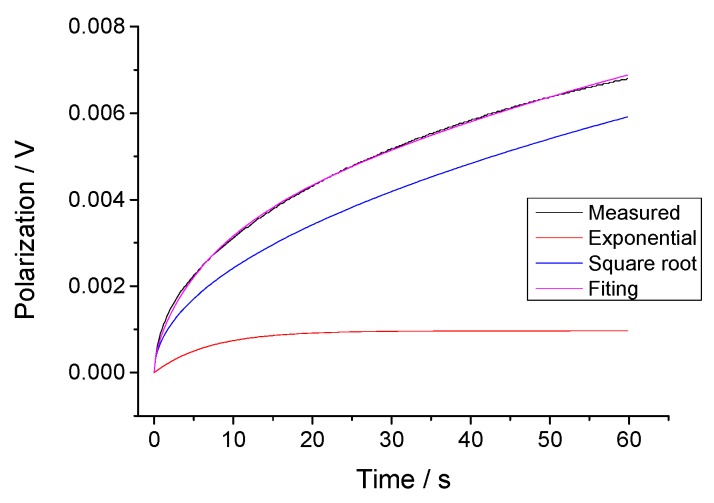 0.008
0.006
0.004
0.002
0.000
Polarization / V
Measured
Exponential
Square root
Fiting
0 10 20 30 40 50 60
Time / s